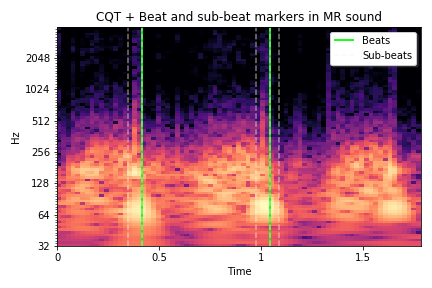 CQT + Beat and sub-beat markers in MR sound
Beats
Sub-beats
Hz
2048
1024
512
256
128
64
32
0
0.5
1
1.5
Time